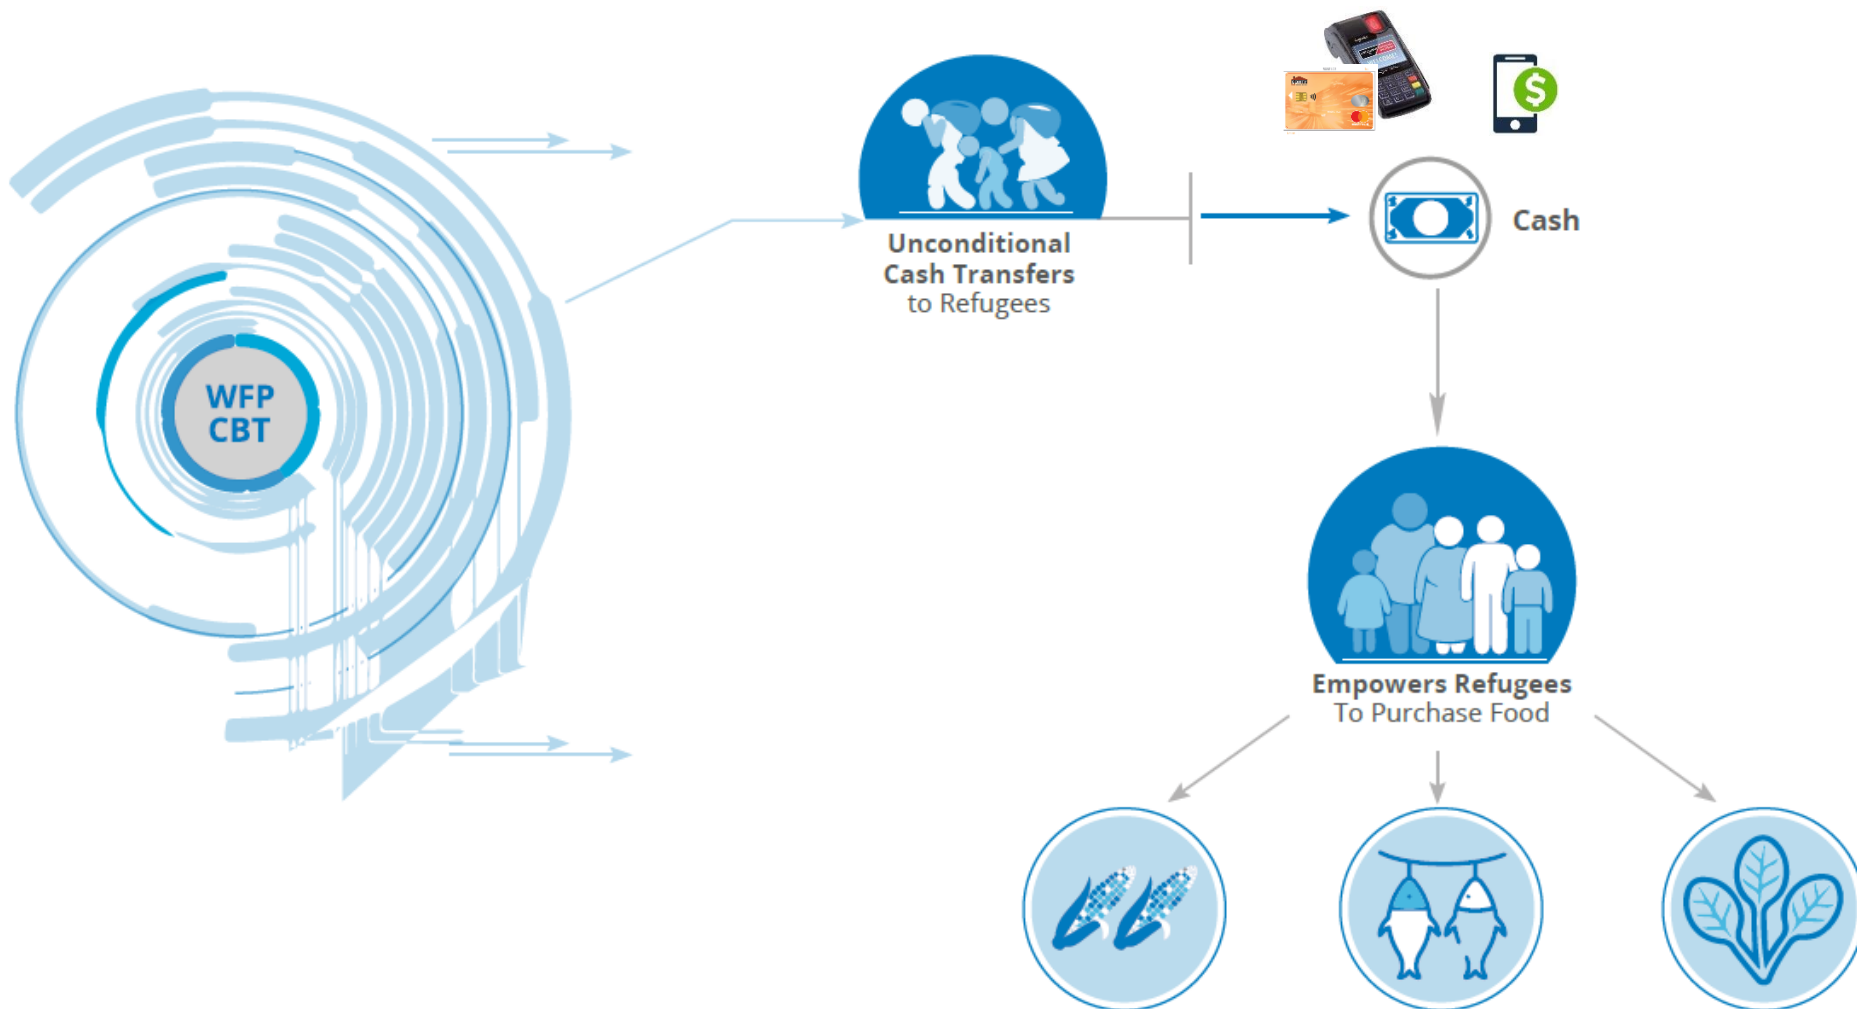 WFP
CBT
Unconditional
Cash Transfers
to Refugees
$
Cash
Empowers Refugees
To Purchase Food